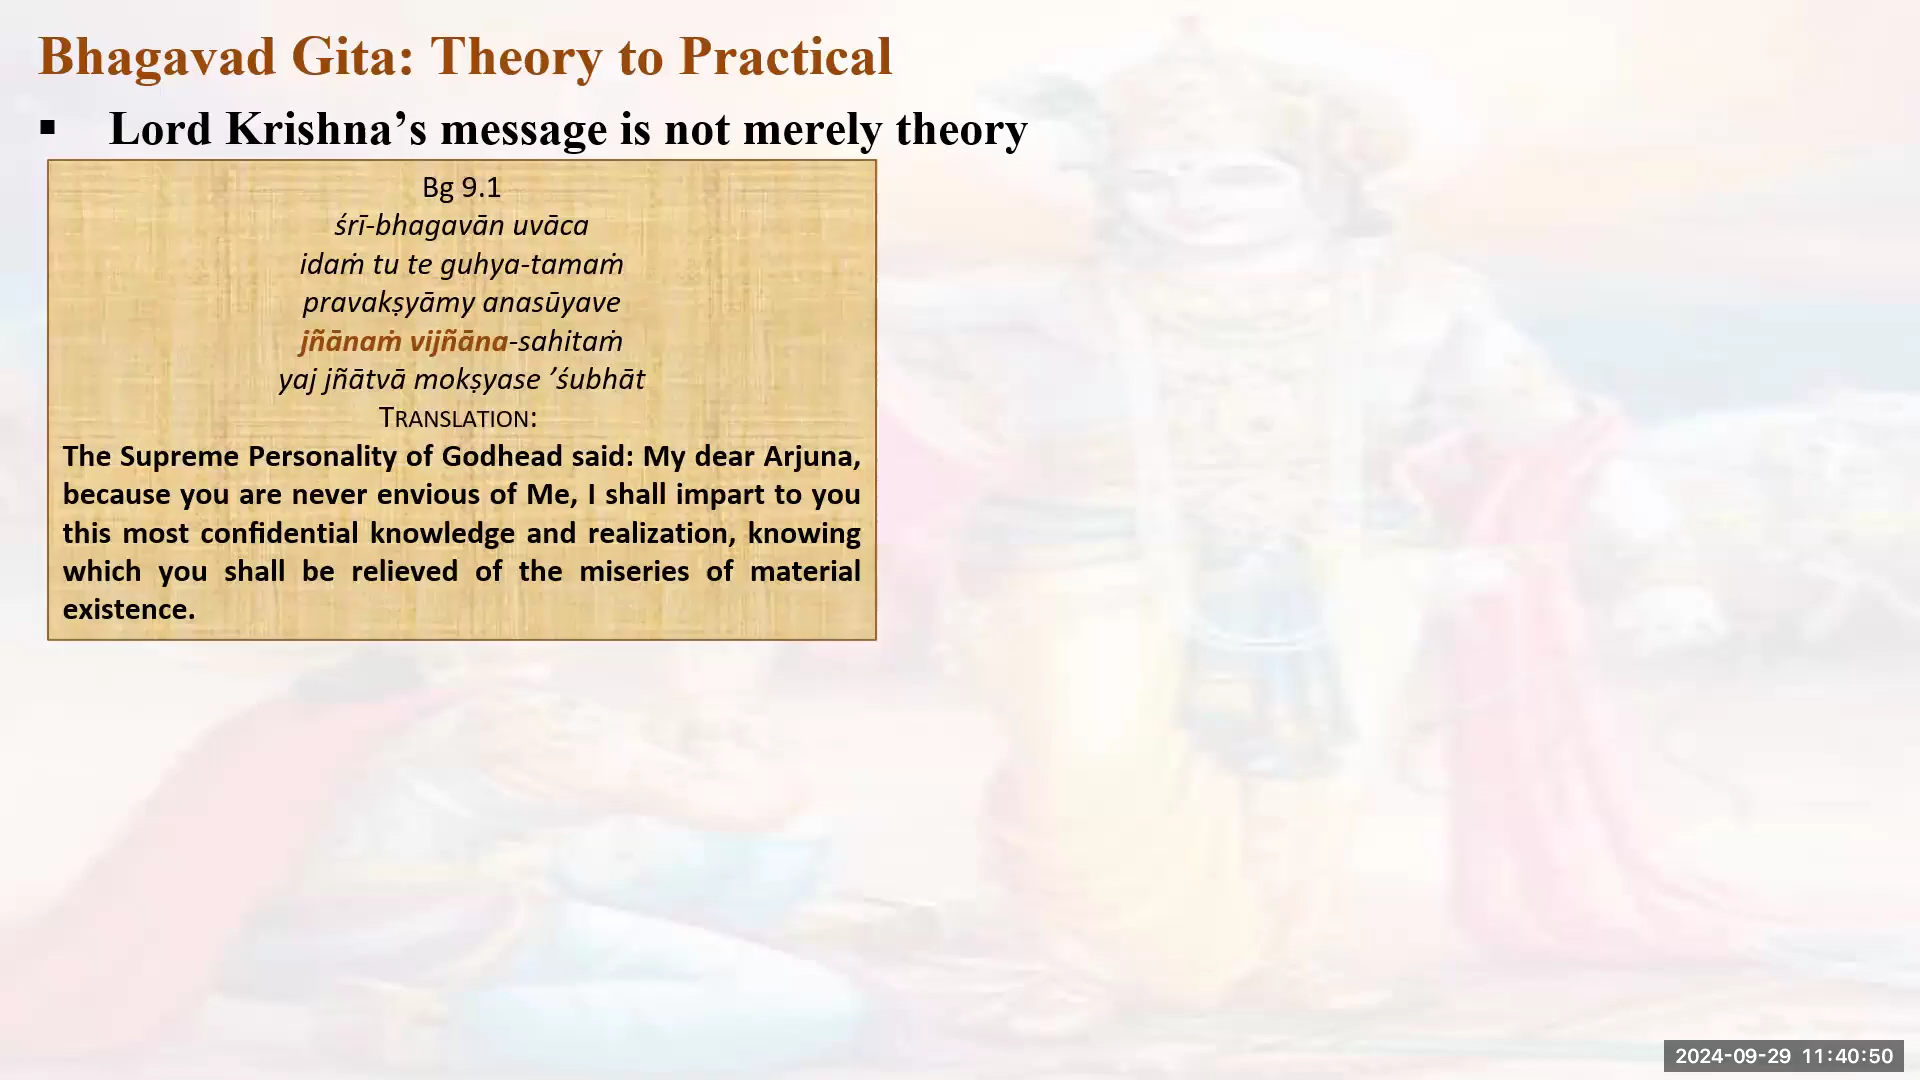 Bhagavad Gita: Theory to Practical
▪ Lord Krishna’s message is not merely theory
Bg 9.1
śrī-bhagavān uvāca
idaṁ tu te guhya-tamaṁ
pravakṣyāmy anasūyave
jñānaṁ vijñāna-sahitaṁ
yaj jñātvā mokṣyase ’śubhāt
TRANSLATION:
The Supreme Personality of Godhead said: My dear Arjuna,
because you are never envious of Me, I shall impart to you
this most confidential knowledge and realization, knowing
which you shall be relieved of the miseries of material
existence.
2024-09-29 11:40:50